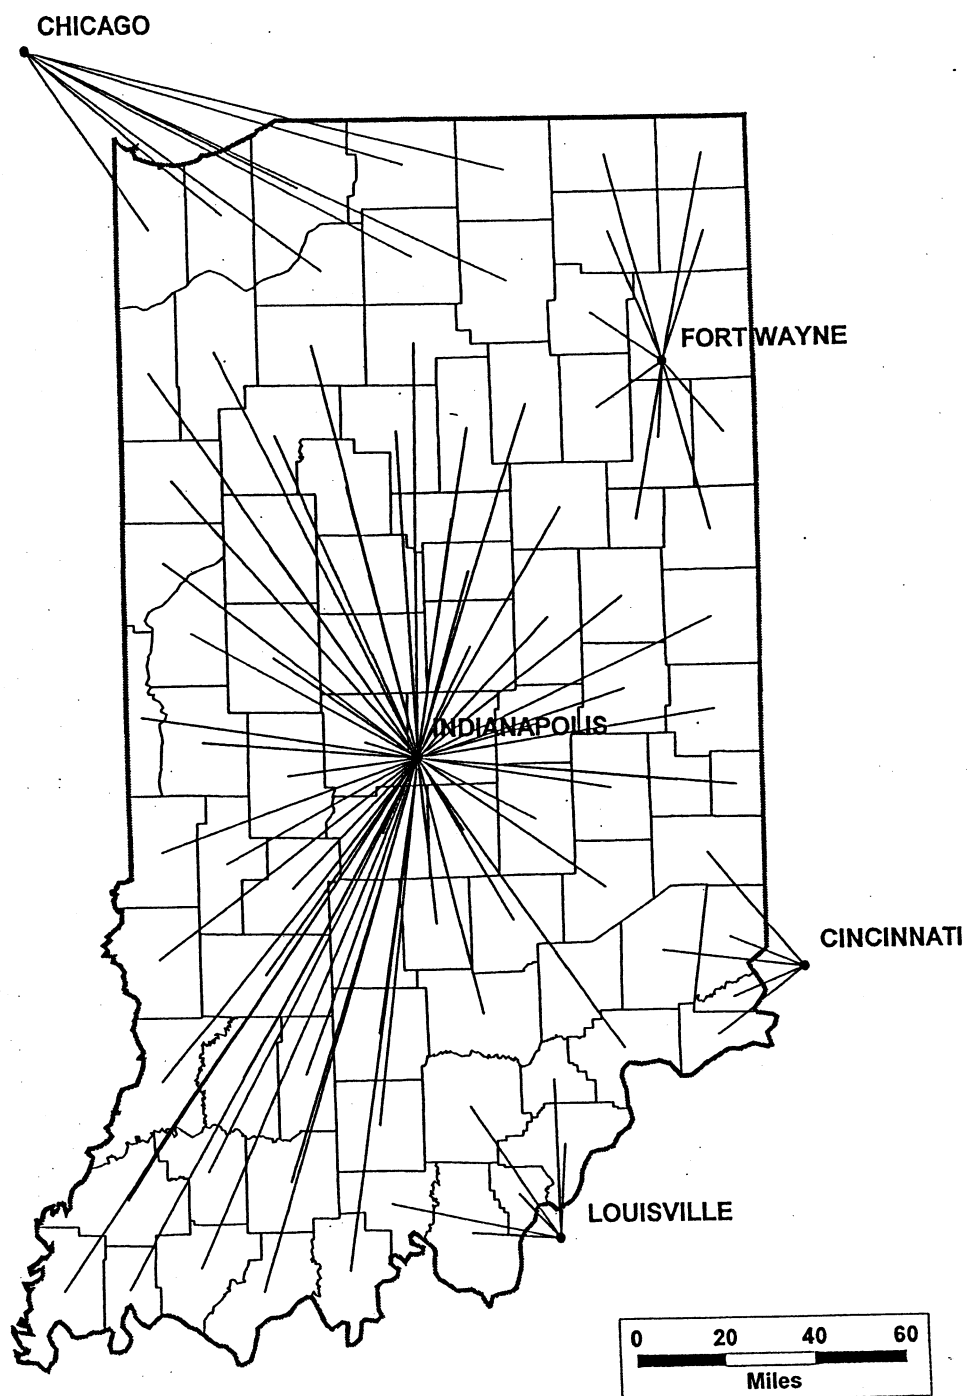 CHICAGO
FORT WAYNE
INDIANAPOLIS
CINCINNATI
LOUISVILLE
0 20 40 60
Miles